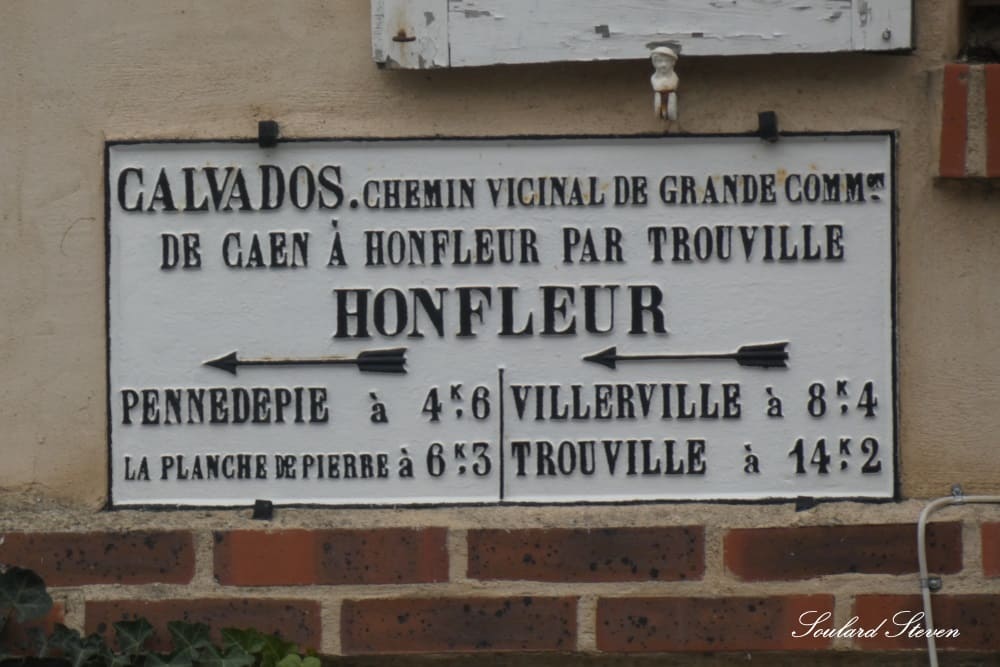 CALVADOS. CHEMIN VICINAL DE GRANDE COMMon
DE CAEN À HONFLEUR PAR TROUVILLE
HONFLEUR
PENNEDEPIE à 4K.6
LA PLANCHE DE PIERRE à 6K.3
VILLERVILLE à 8K.4
TROUVILLE à 14K.2
Soulard Steven